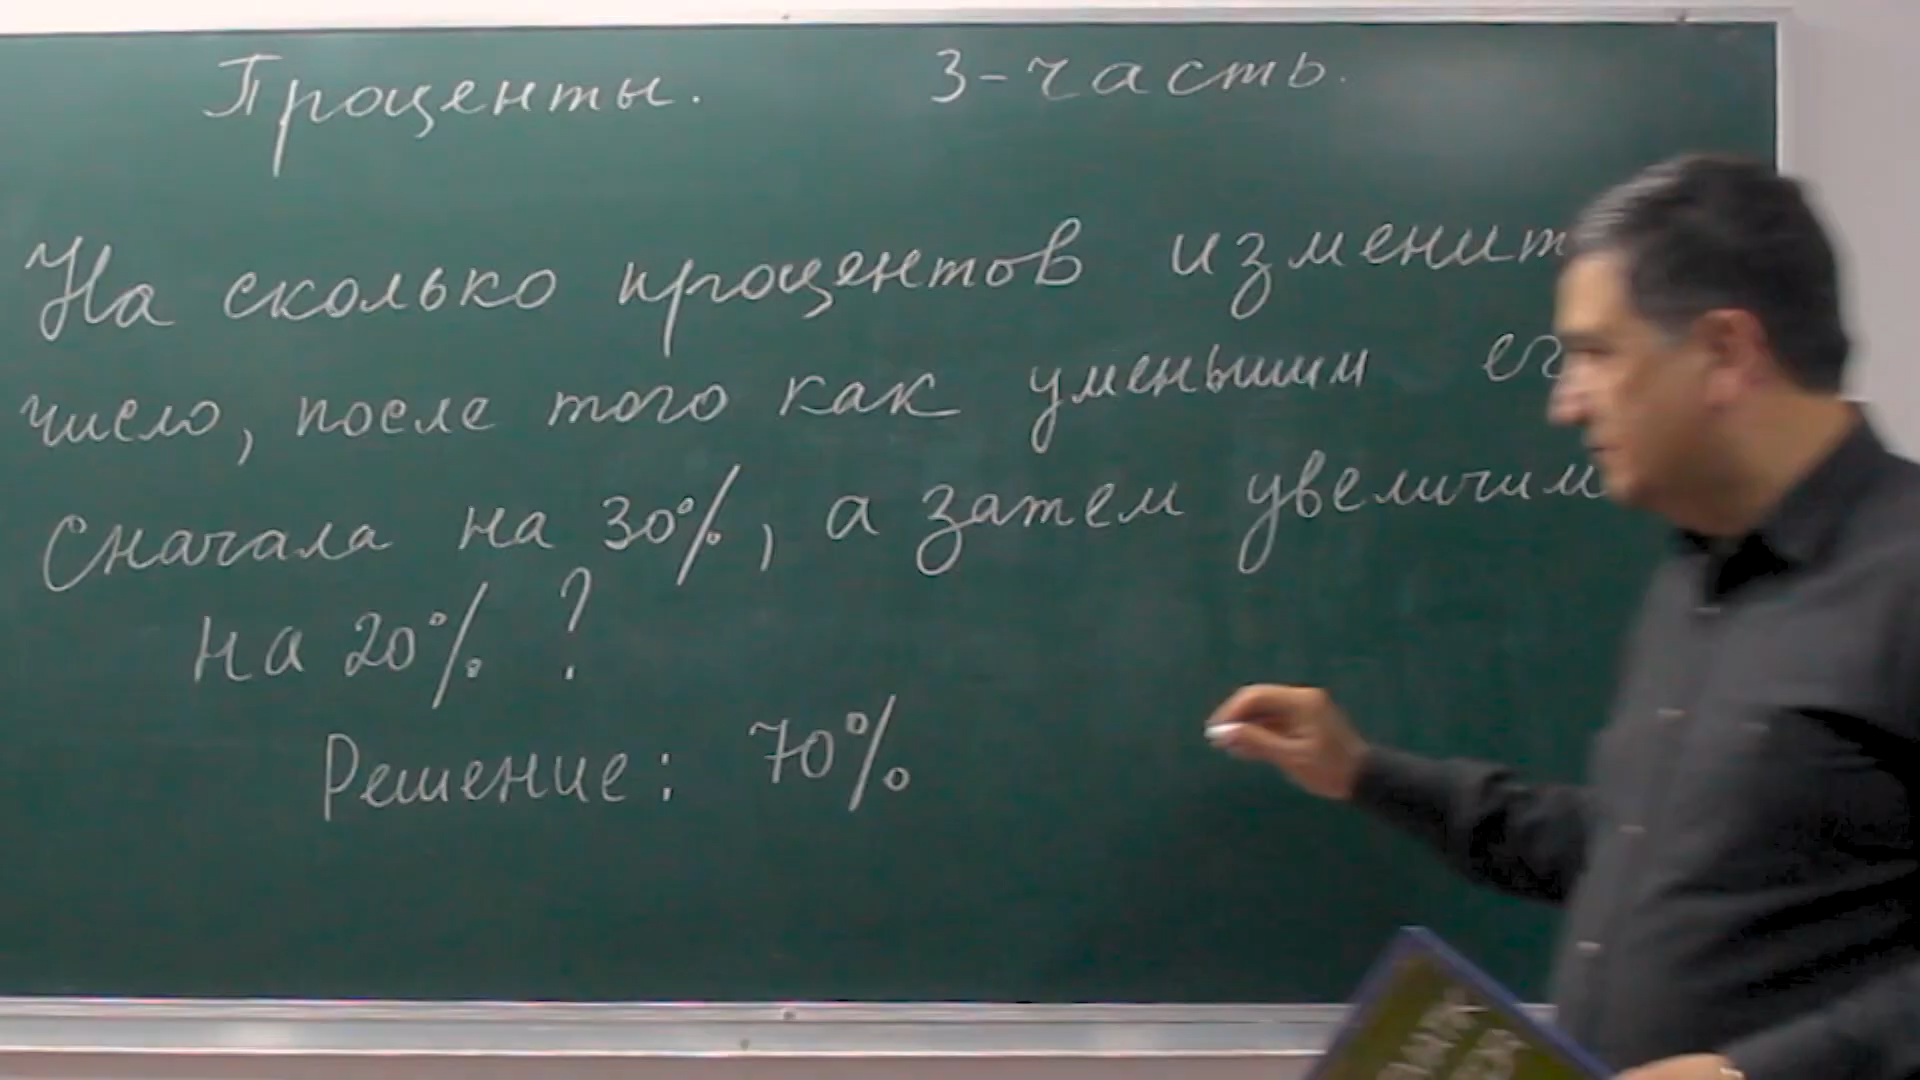 Проценты. 3-часть.
На сколько процентов изменит
число, после того как уменьшим ег
сначала на 30%, а затем увеличим
на 20% ?
Решение: 70%